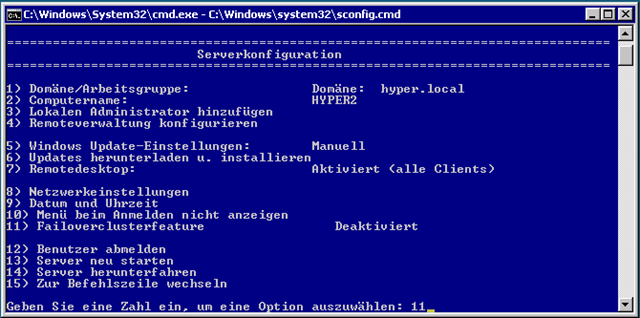 C:\Windows\System32\cmd.exe - C:\Windows\system32\sconfig.cmd
===============================================================================
Serverkonfiguration
===============================================================================
1) Domäne/Arbeitsgruppe: Domäne: hyper.local
2) Computername: HYPER2
3) Lokalen Administrator hinzufügen
4) Remoteverwaltung konfigurieren
5) Windows Update-Einstellungen: Manuell
6) Updates herunterladen u. installieren
7) Remotedesktop: Aktiviert (alle Clients)
8) Netzwerkeinstellungen
9) Datum und Uhrzeit
10) Menü beim Anmelden nicht anzeigen
11) Failoverclusterfeature Deaktiviert
12) Benutzer abmelden
13) Server neu starten
14) Server herunterfahren
15) Zur Befehlszeile wechseln
Geben Sie eine Zahl ein, um eine Option auszuwählen: 11_